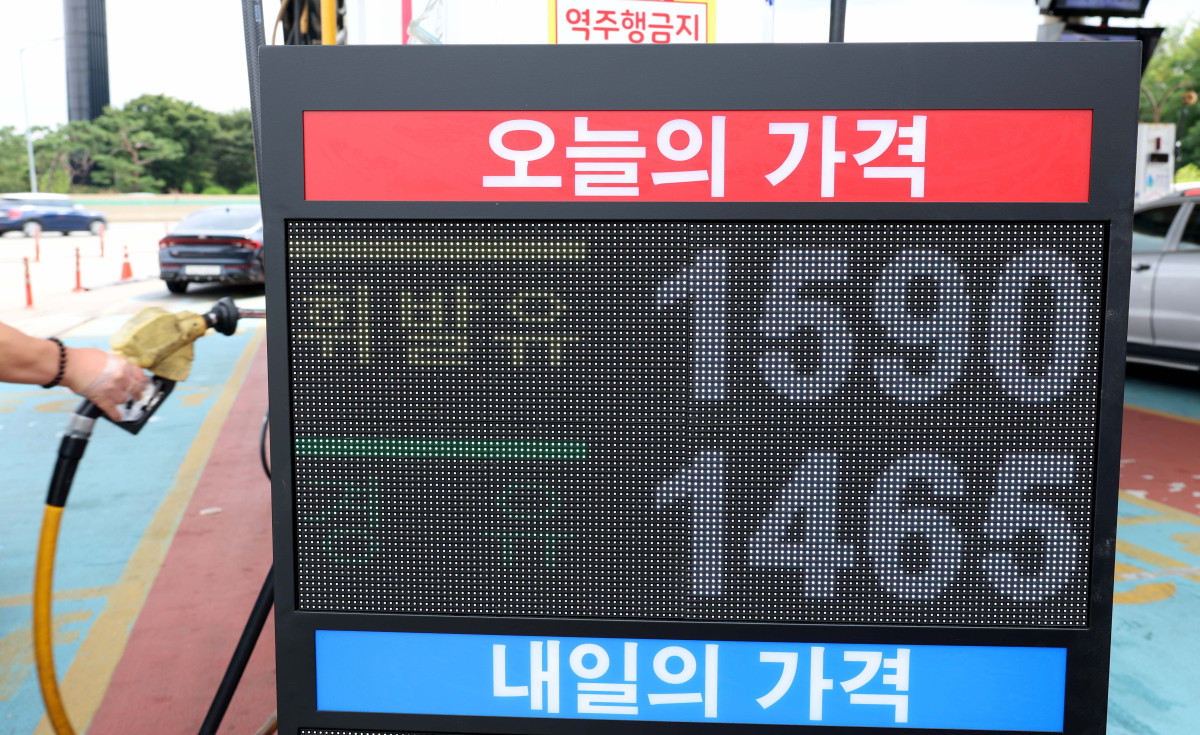 역주행금지
오늘의 가격
휘발유 1590
경유 1465
내일의 가격